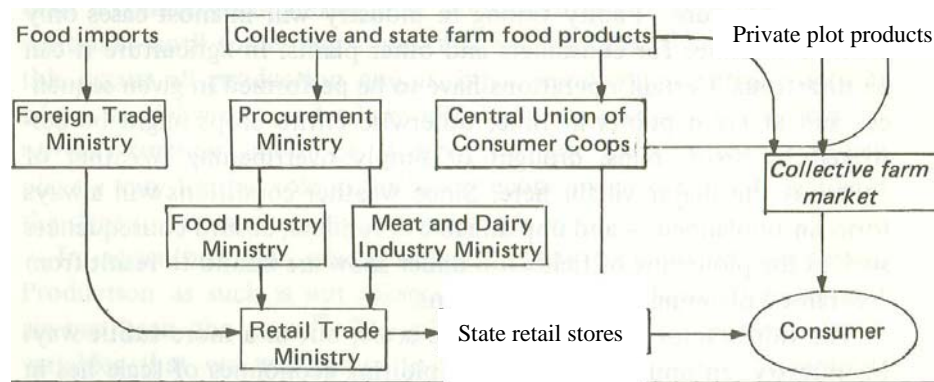 Food imports
Collective and state farm food products
Private plot products
Foreign Trade
Ministry
Procurement
Ministry
Central Union of
Consumer Coops
Collective farm
market
Food Industry
Ministry
Meat and Dairy
Industry Ministry
Retail Trade
Ministry
State retail stores
Consumer